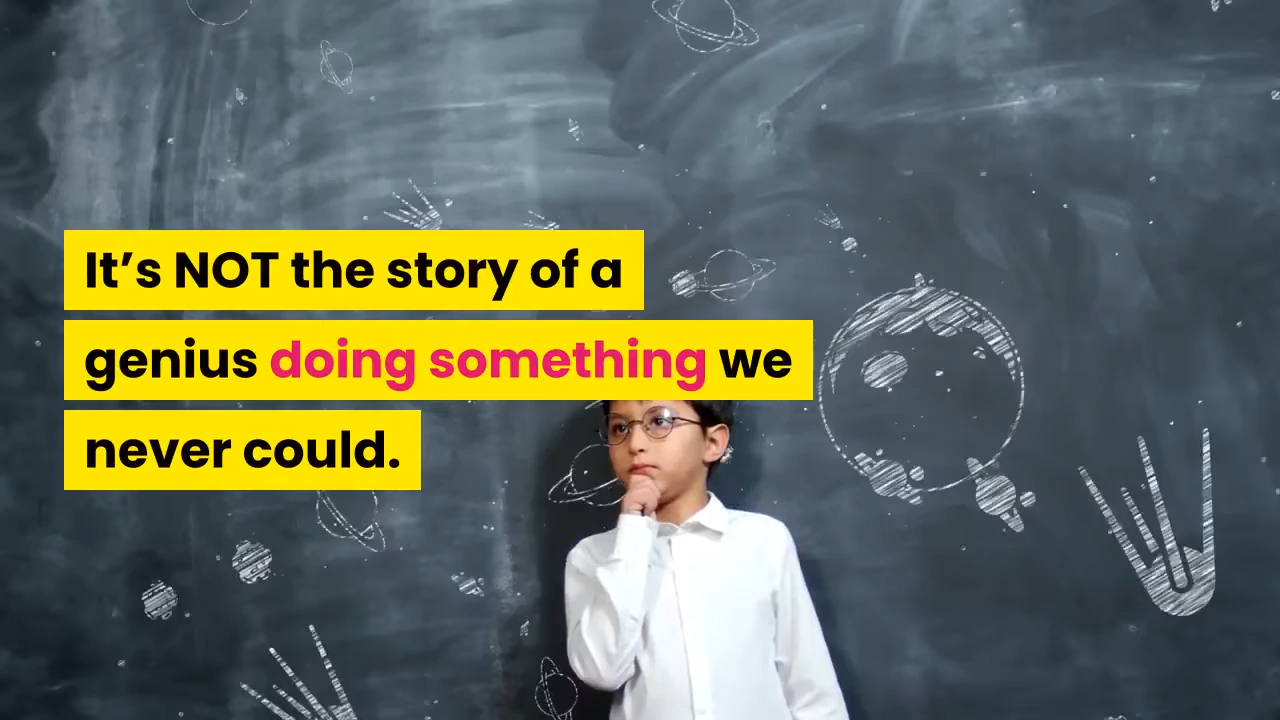 It’s NOT the story of a
genius doing something we
never could.